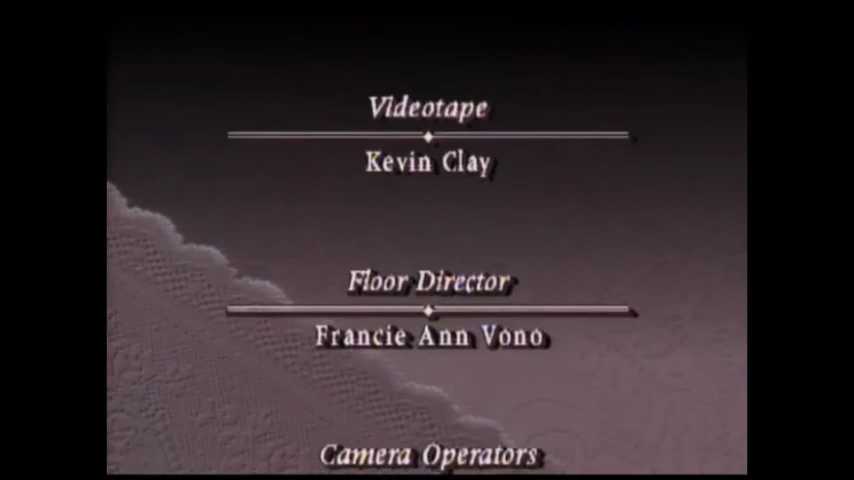 Videotape
Kevin Clay
Floor Director
Francie Ann Vono
Camera Operators